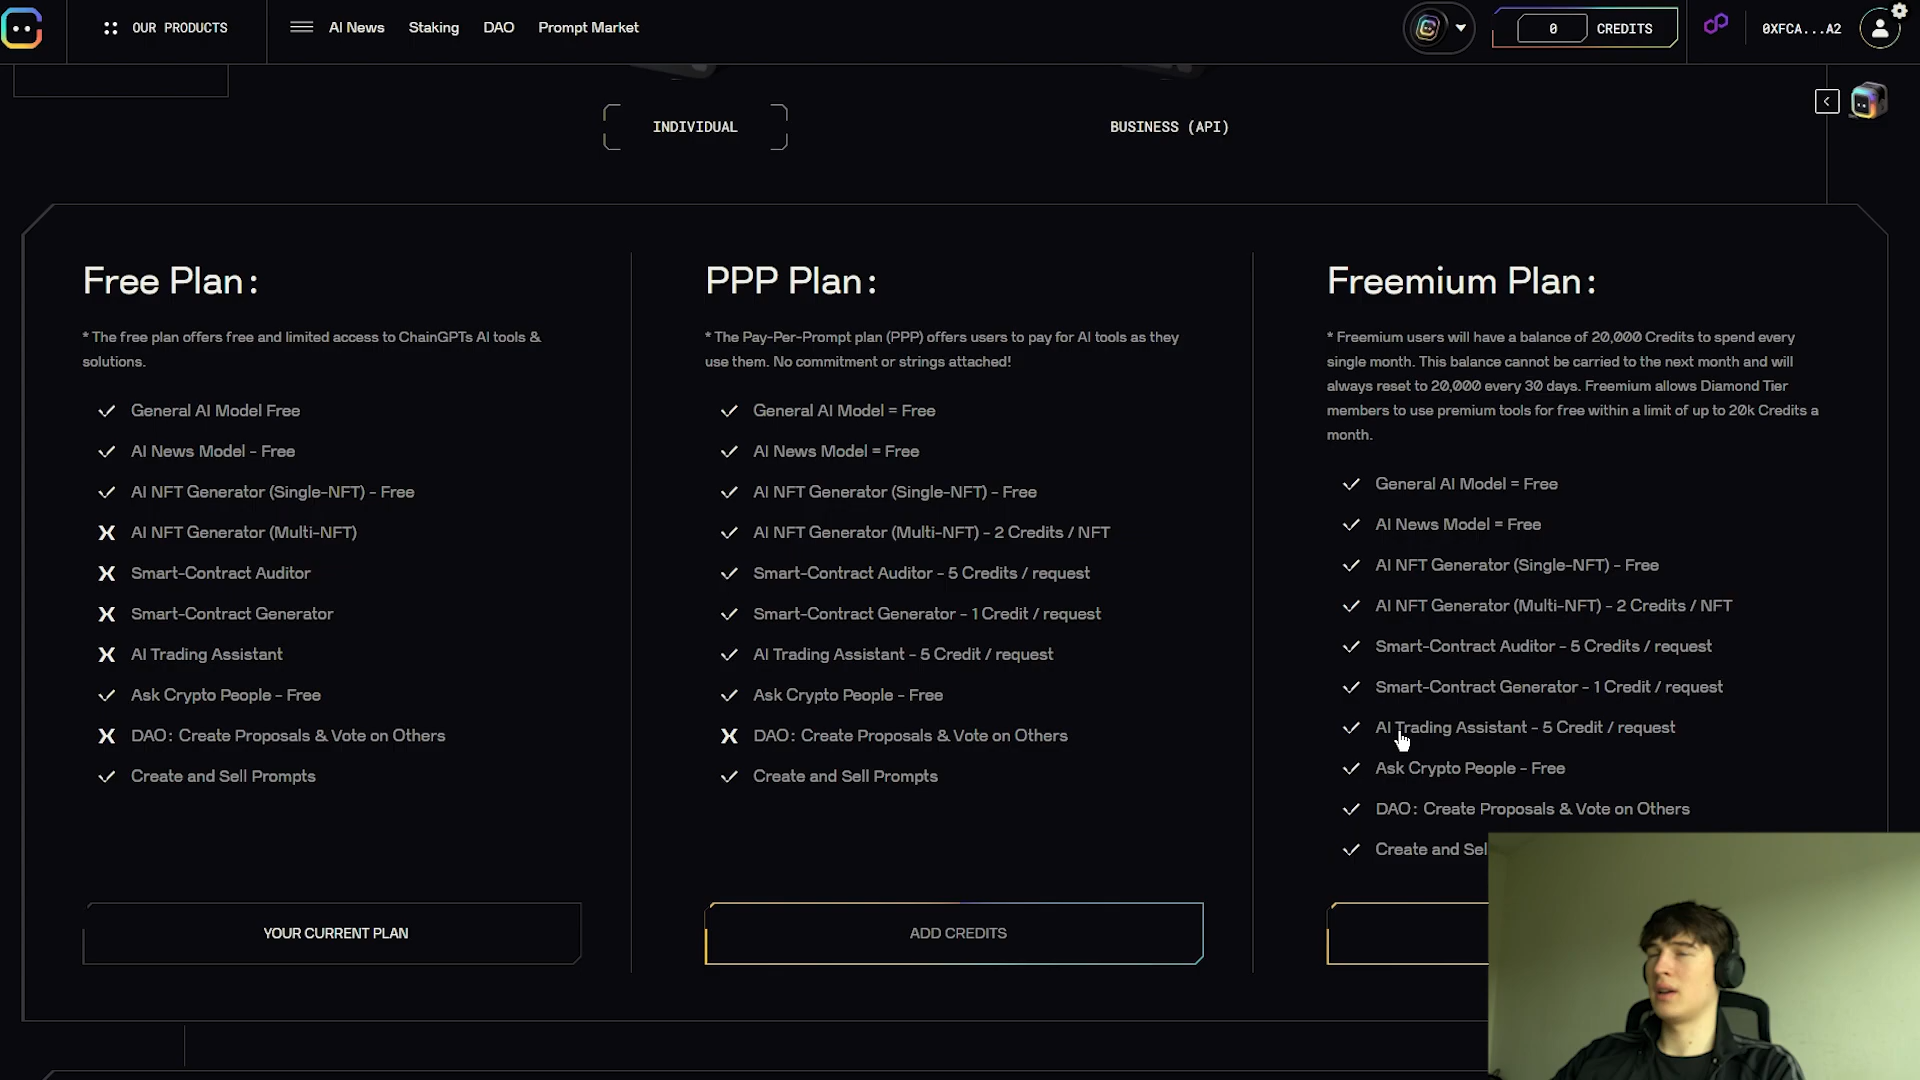 OUR PRODUCTS
AI News
Staking
DAO
Prompt Market
0
CREDITS
0XFCA...A2
INDIVIDUAL
BUSINESS (API)
Free Plan:
* The free plan offers free and limited access to ChainGPTs AI tools &
solutions.
General AI Model Free
AI News Model - Free
AI NFT Generator (Single-NFT) - Free
AI NFT Generator (Multi-NFT)
Smart-Contract Auditor
Smart-Contract Generator
AI Trading Assistant
Ask Crypto People - Free
DAO: Create Proposals & Vote on Others
Create and Sell Prompts
YOUR CURRENT PLAN
PPP Plan:
* The Pay-Per-Prompt plan (PPP) offers users to pay for AI tools as they
use them. No commitment or strings attached!
General AI Model = Free
AI News Model = Free
AI NFT Generator (Single-NFT) - Free
AI NFT Generator (Multi-NFT) - 2 Credits / NFT
Smart-Contract Auditor - 5 Credits / request
Smart-Contract Generator - 1 Credit / request
AI Trading Assistant - 5 Credit / request
Ask Crypto People - Free
DAO: Create Proposals & Vote on Others
Create and Sell Prompts
ADD CREDITS
Freemium Plan:
* Freemium users will have a balance of 20,000 Credits to spend every
single month. This balance cannot be carried to the next month and will
always reset to 20,000 every 30 days. Freemium allows Diamond Tier
members to use premium tools for free within a limit of up to 20k Credits a
month.
General AI Model = Free
AI News Model = Free
AI NFT Generator (Single-NFT) - Free
AI NFT Generator (Multi-NFT) - 2 Credits / NFT
Smart-Contract Auditor - 5 Credits / request
Smart-Contract Generator - 1 Credit / request
AI Trading Assistant - 5 Credit / request
Ask Crypto People - Free
DAO: Create Proposals & Vote on Others
Create and Sel